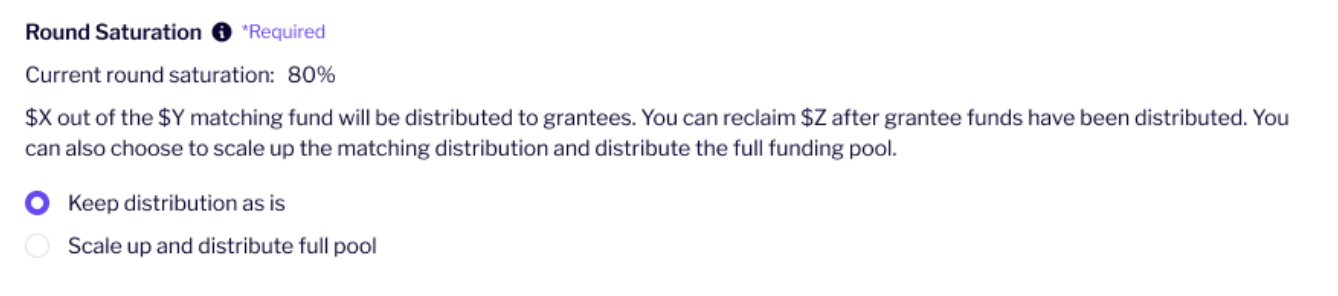 Round Saturation *Required
Current round saturation: 80%
$X out of the $Y matching fund will be distributed to grantees. You can reclaim $Z after grantee funds have been distributed. You
can also choose to scale up the matching distribution and distribute the full funding pool.
Keep distribution as is
Scale up and distribute full pool